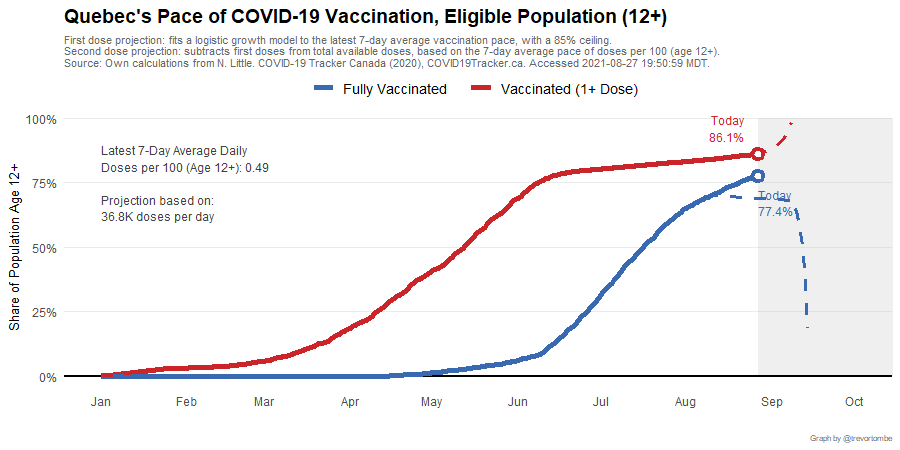 Quebec's Pace of COVID-19 Vaccination, Eligible Population (12+)
First dose projection: fits a logistic growth model to the latest 7-day average vaccination pace, with a 85% ceiling.
Second dose projection: subtracts first doses from total available doses, based on the 7-day average pace of doses per 100 (age 12+).
Source: Own calculations from N. Little. COVID-19 Tracker Canada (2020), COVID19Tracker.ca. Accessed 2021-08-27 19:50:59 MDT.
Fully Vaccinated
Vaccinated (1+ Dose)
Share of Population Age 12+
100%
75%
50%
25%
0%
Latest 7-Day Average Daily
Doses per 100 (Age 12+): 0.49
Projection based on:
36.8K doses per day
Today
86.1%
Today
77.4%
Jan
Feb
Mar
Apr
May
Jun
Jul
Aug
Sep
Oct
Graph by @trevortombe